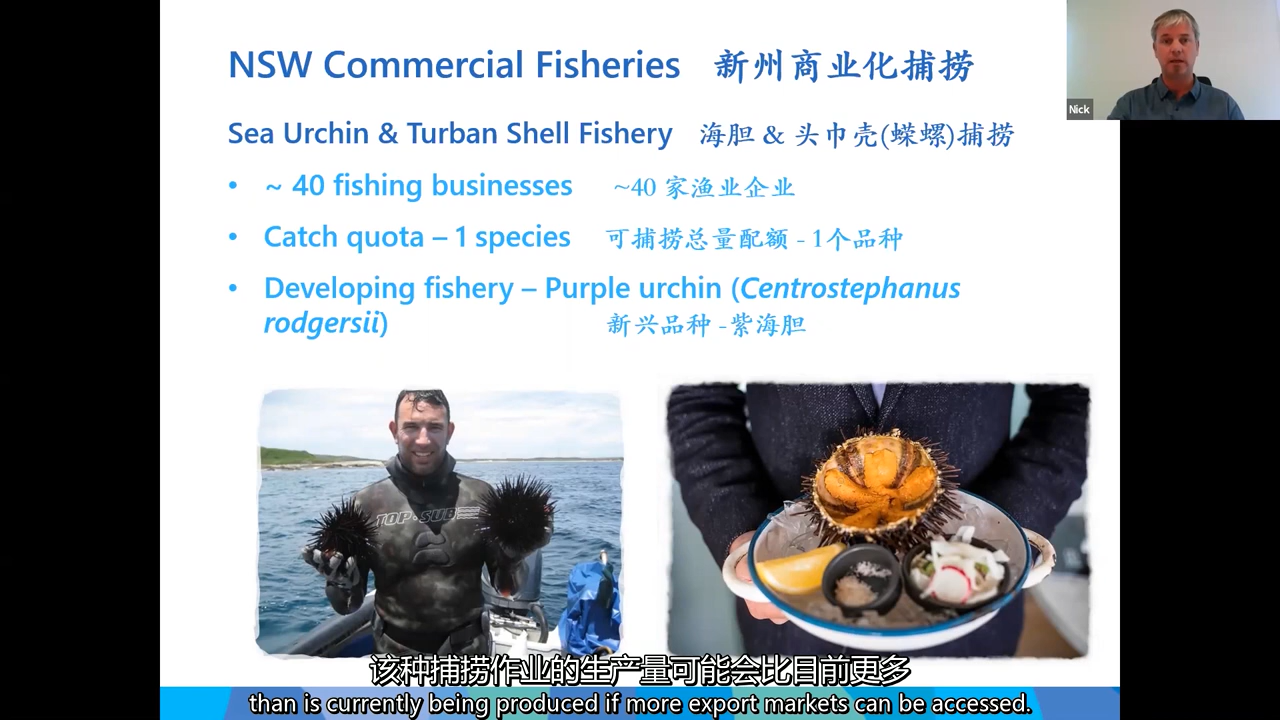 NSW Commercial Fisheries 新州商业化捕捞
Nick
Sea Urchin & Turban Shell Fishery 海胆 & 头巾壳(蝾螺)捕捞
• ~ 40 fishing businesses ~40 家渔业企业
• Catch quota – 1 species 可捕捞总量配额 - 1个品种
• Developing fishery – Purple urchin (Centrostephanus
rodgersii) 新兴品种 -紫海胆
TOP-SUB
该种捕捞作业的生产量可能会比目前更多
than is currently being produced if more export markets can be accessed.